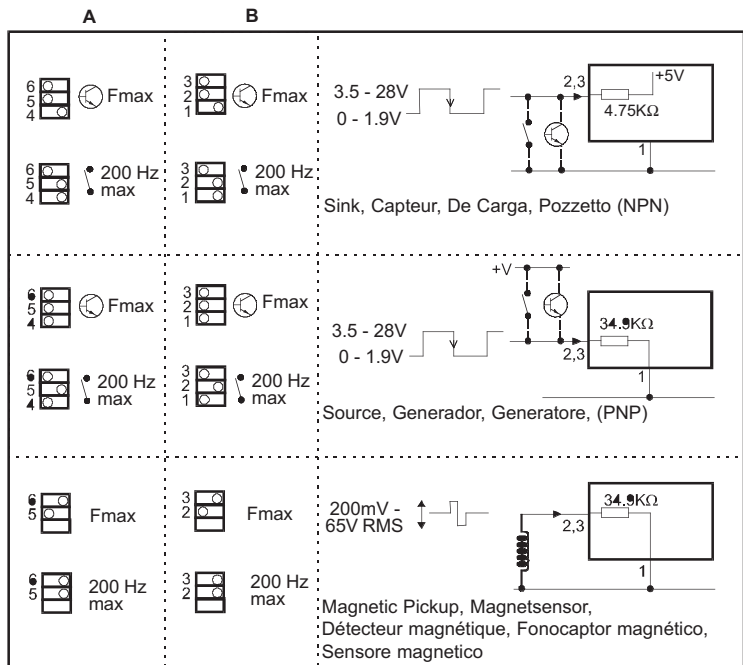 A B
6
5
4
Fmax
3
2
1
Fmax
3.5 - 28V
0 - 1.9V
2,3
+5V
4.75KΩ
1
6
5
4
200 Hz
max
3
2
1
200 Hz
max
Sink, Capteur, De Carga, Pozzetto (NPN)
6
5
4
Fmax
3
2
1
Fmax
+V
3.5 - 28V
0 - 1.9V
2,3
34.9KΩ
1
6
5
4
200 Hz
max
3
2
1
200 Hz
max
Source, Generador, Generatore, (PNP)
6
5
Fmax
3
2
Fmax
200mV -
65V RMS
2,3
34.9KΩ
1
6
5
200 Hz
max
3
2
200 Hz
max
Magnetic Pickup, Magnetsensor,
Détecteur magnétique, Fonocaptor magnético,
Sensore magnetico